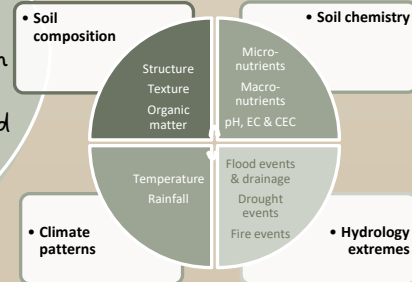 • Soil
composition
• Soil chemistry
Structure
Texture
Organic
matter
Micro-
nutrients
Macro-
nutrients
pH, EC & CEC
Temperature
Rainfall
Flood events
& drainage
Drought
events
Fire events
• Climate
patterns
• Hydrology
extremes